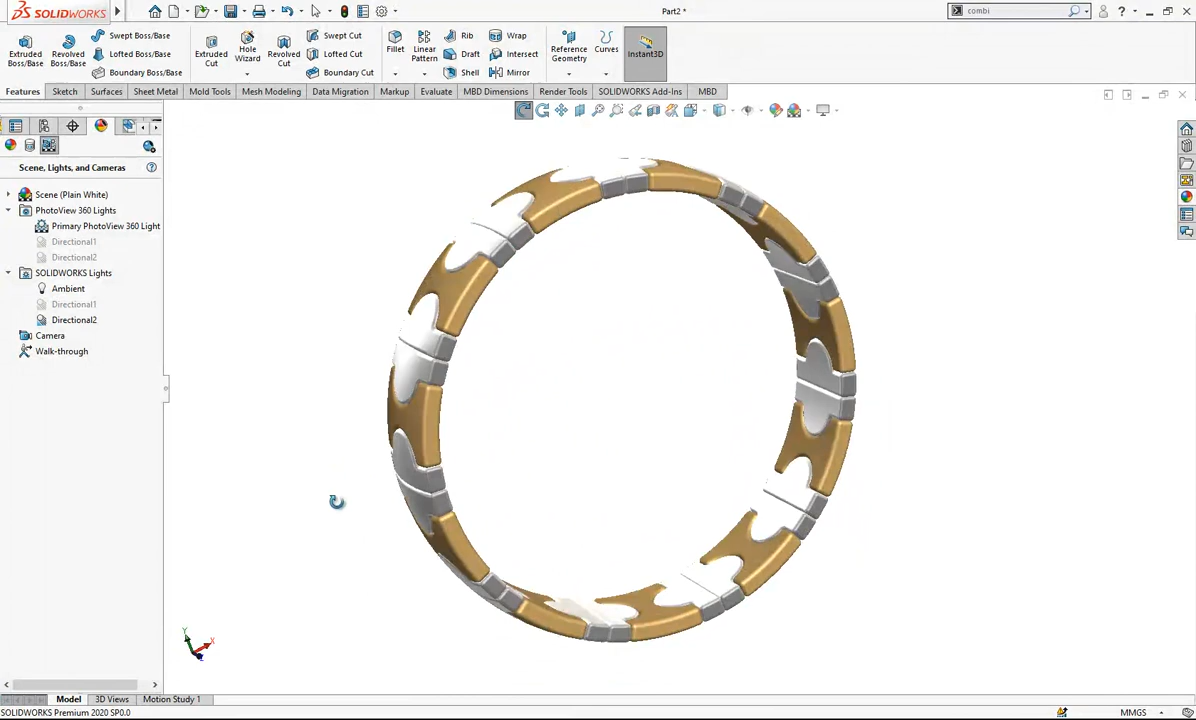 SOLIDWORKS
Part2 *
combi
Extruded Boss/Base
Revolved Boss/Base
Swept Boss/Base
Lofted Boss/Base
Boundary Boss/Base
Extruded Cut
Hole Wizard
Revolved Cut
Swept Cut
Lofted Cut
Boundary Cut
Fillet
Linear Pattern
Rib
Draft
Shell
Wrap
Intersect
Mirror
Reference Geometry
Curves
Instant3D
Features Sketch Surfaces Sheet Metal Mold Tools Mesh Modeling Data Migration Markup Evaluate MBD Dimensions Render Tools SOLIDWORKS Add-Ins MBD
Scene, Lights, and Cameras
Scene (Plain White)
PhotoView 360 Lights
Primary PhotoView 360 Light
Directional1
Directional2
SOLIDWORKS Lights
Ambient
Directional1
Directional2
Camera
Walk-through
Y
X
Z
Model 3D Views Motion Study 1
SOLIDWORKS Premium 2020 SP0.0
MMGS